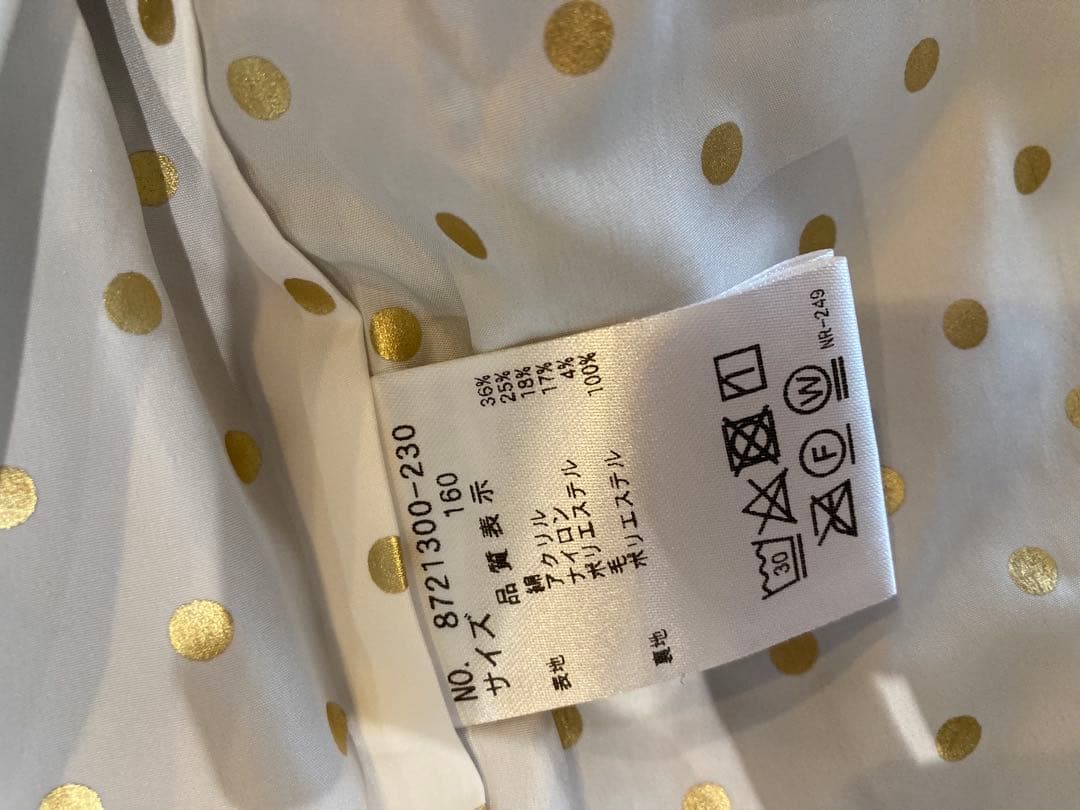 NO. 8721300-230
サイズ 160
品質表示
表地 綿 36%
アクリル 25%
ナイロン 18%
ポリエステル 17%
毛 4%
裏地 ポリエステル 100%
30
F W
NR-249